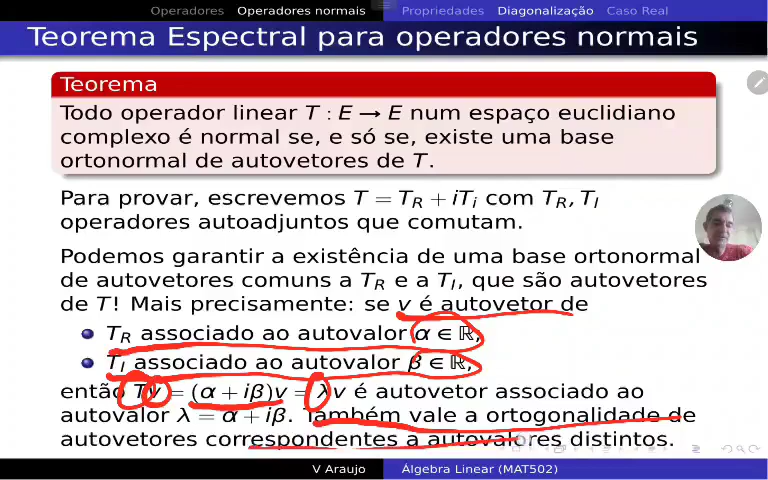 Operadores Operadores normais Propriedades Diagonalização Caso Real
Teorema Espectral para operadores normais
Teorema
Todo operador linear T : E → E num espaço euclidiano
complexo é normal se, e só se, existe uma base
ortonormal de autovetores de T.
Para provar, escrevemos T = T_R + iT_i com T_R, T_I
operadores autoadjuntos que comutam.
Podemos garantir a existência de uma base ortonormal
de autovetores comuns a T_R e a T_I, que são autovetores
de T! Mais precisamente: se v é autovetor de
T_R associado ao autovalor α ∈ ℝ,
T_I associado ao autovalor β ∈ ℝ,
então Tv = (α + iβ)v = λv é autovetor associado ao
autovalor λ = α + iβ. Também vale a ortogonalidade de
autovetores correspondentes a autovalores distintos.
V Araujo Álgebra Linear (MAT502)